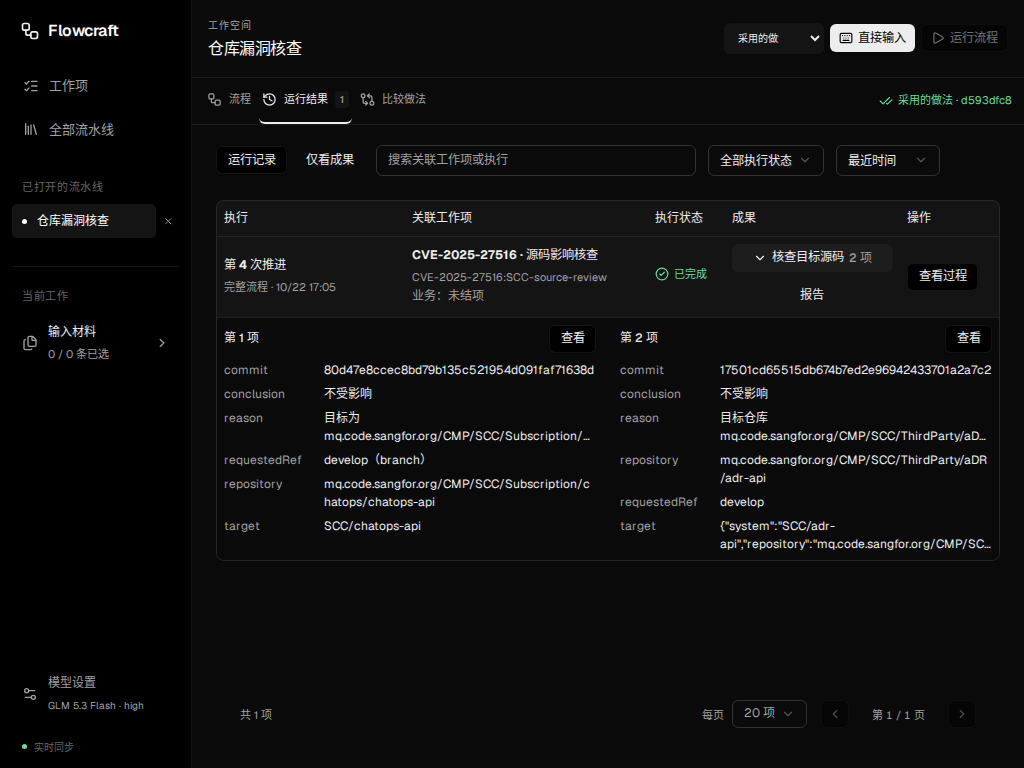 Flowcraft
工作项
全部流水线
已打开的流水线
仓库漏洞核查
当前工作
输入材料
0 / 0 条已选
模型设置
GLM 5.3 Flash · high
实时同步
工作空间
仓库漏洞核查
采用的做
直接输入
运行流程
流程
运行结果 1
比较做法
采用的做法 · d593dfc8
运行记录
仅看成果
搜索关联工作项或执行
全部执行状态
最近时间
执行 关联工作项 执行状态 成果 操作
第 4 次推进
完整流程 · 10/22 17:05
CVE-2025-27516 · 源码影响核查
CVE-2025-27516:SCC-source-review
业务：未结项
已完成
核查目标源码 2 项
报告
查看过程
第 1 项 查看
commit 80d47e8ccec8bd79b135c521954d091faf71638d
conclusion 不受影响
reason 目标为
mq.code.sangfor.org/CMP/SCC/Subscription/…
requestedRef develop（branch）
repository mq.code.sangfor.org/CMP/SCC/Subscription/c
hatops/chatops-api
target SCC/chatops-api
第 2 项 查看
commit 17501cd65515db674b7ed2e96942433701a2a7c2
conclusion 不受影响
reason 目标仓库
mq.code.sangfor.org/CMP/SCC/ThirdParty/aD…
repository mq.code.sangfor.org/CMP/SCC/ThirdParty/aDR
/adr-api
requestedRef develop
target {"system":"SCC/adr-
api","repository":"mq.code.sangfor.org/CMP/SC…
共 1 项
每页 20 项
第 1 / 1 页